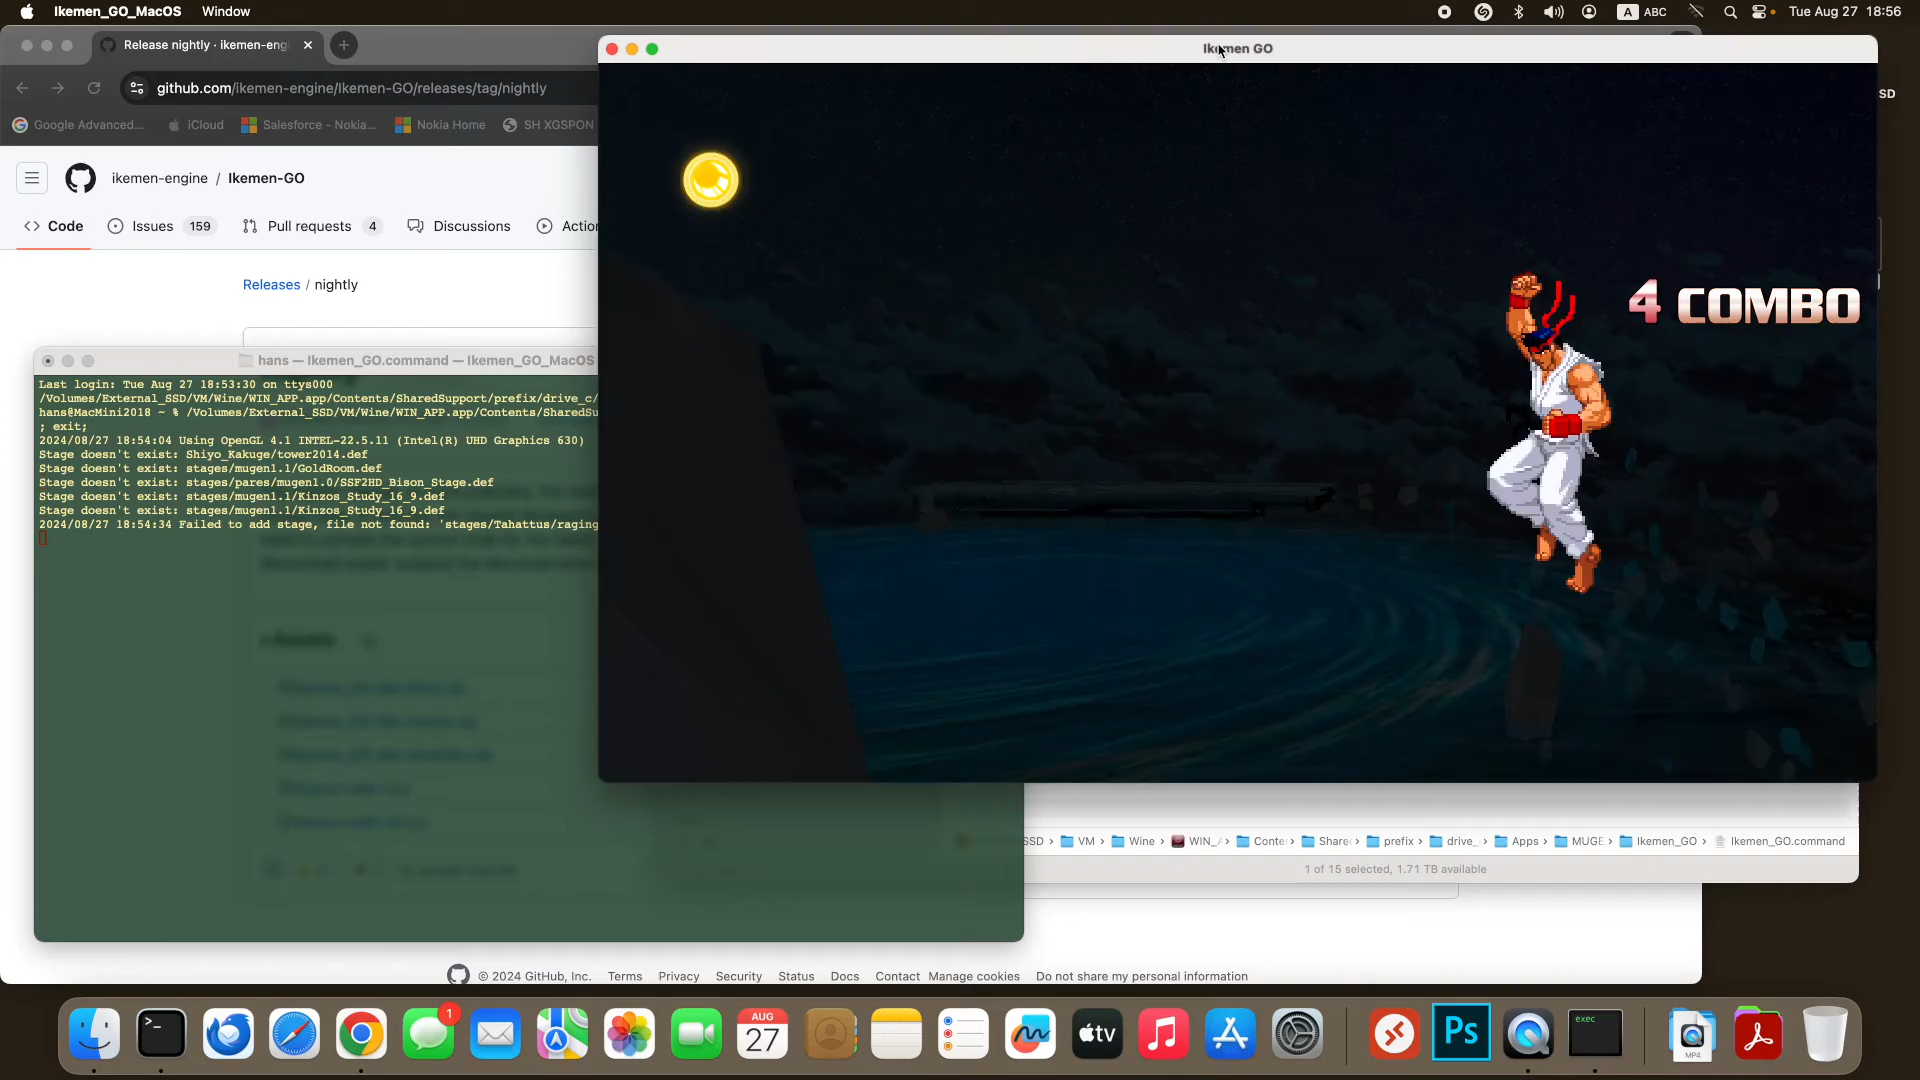 Ikemen_GO_MacOS Window
A ABC Tue Aug 27 18:56
Release nightly · ikemen-eng
Ikemen GO
github.com/ikemen-engine/Ikemen-GO/releases/tag/nightly
SD
Google Advanced... iCloud Salesforce - Nokia... Nokia Home SH XGSPON
ikemen-engine / Ikemen-GO
Code Issues 159 Pull requests 4 Discussions Action
Releases / nightly
4 COMBO
hans — Ikemen_GO.command — Ikemen_GO_MacOS
Last login: Tue Aug 27 18:53:30 on ttys000
/Volumes/External_SSD/VM/Wine/WIN_APP.app/Contents/SharedSupport/prefix/drive_c/
hans@MacMini2018 ~ % /Volumes/External_SSD/VM/Wine/WIN_APP.app/Contents/SharedSu
; exit;
2024/08/27 18:54:04 Using OpenGL 4.1 INTEL-22.5.11 (Intel(R) UHD Graphics 630)
Stage doesn't exist: Shiyo_Kakuge/tower2014.def
Stage doesn't exist: stages/mugen1.1/GoldRoom.def
Stage doesn't exist: stages/pares/mugen1.0/SSF2HD_Bison_Stage.def
Stage doesn't exist: stages/mugen1.1/Kinzos_Study_16_9.def
Stage doesn't exist: stages/mugen1.1/Kinzos_Study_16_9.def
2024/08/27 18:54:34 Failed to add stage, file not found: 'stages/Tahattus/raging
Assets
SSD › VM › Wine › WIN_A › Conte › Share › prefix › drive_ › Apps › MUGE › Ikemen_GO › Ikemen_GO.command
1 of 15 selected, 1.71 TB available
© 2024 GitHub, Inc. Terms Privacy Security Status Docs Contact Manage cookies Do not share my personal information
>_
1
AUG
27
tv
Ps
exec
MP4